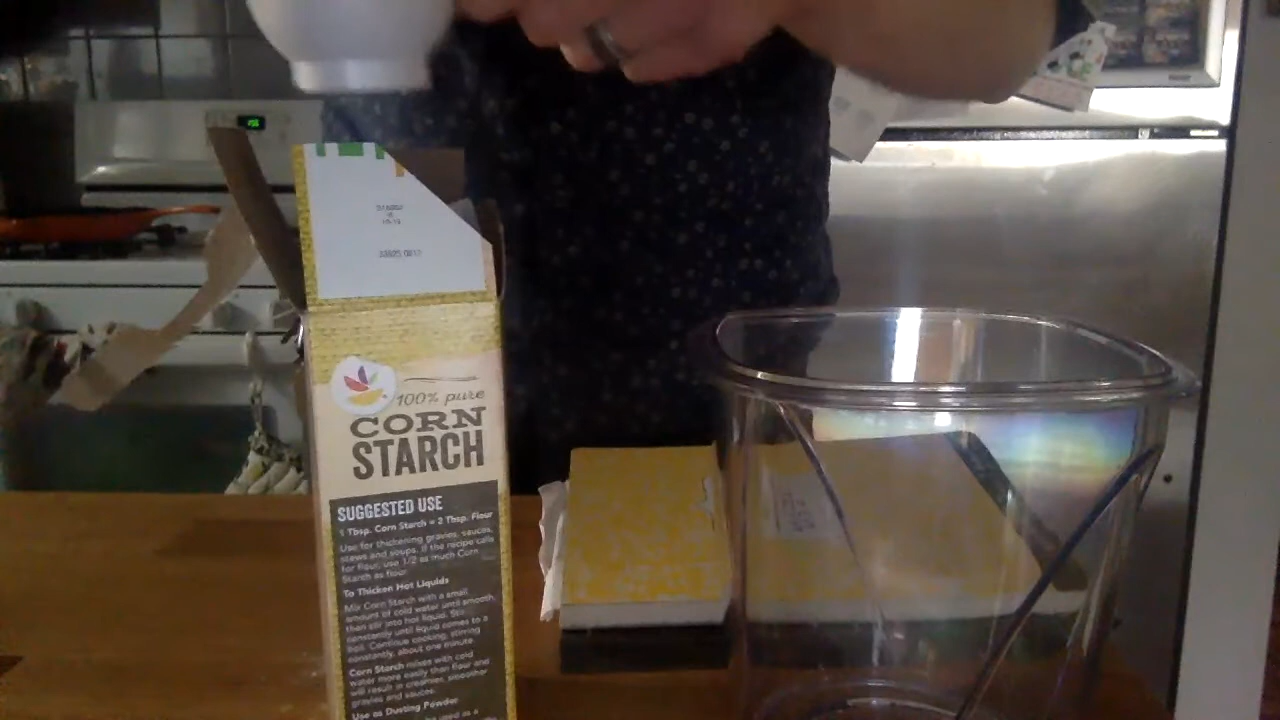 100% pure
CORN
STARCH
SUGGESTED USE
1 Tbsp. Corn Starch = 2 Tbsp. Flour
Use for thickening gravies, sauces,
stews and soups. If the recipe calls
for flour, use 1/2 as much Corn
Starch as flour.
To Thicken Hot Liquids
Mix Corn Starch with a small
amount of cold water until smooth,
then stir into hot liquid. Stir
constantly until liquid comes to a
boil. Continue cooking, stirring
constantly, about one minute.
Corn Starch mixes with cold
water more easily than flour and
will result in creamier, smoother
gravies and sauces.
Use as Dusting Powder
be used as a